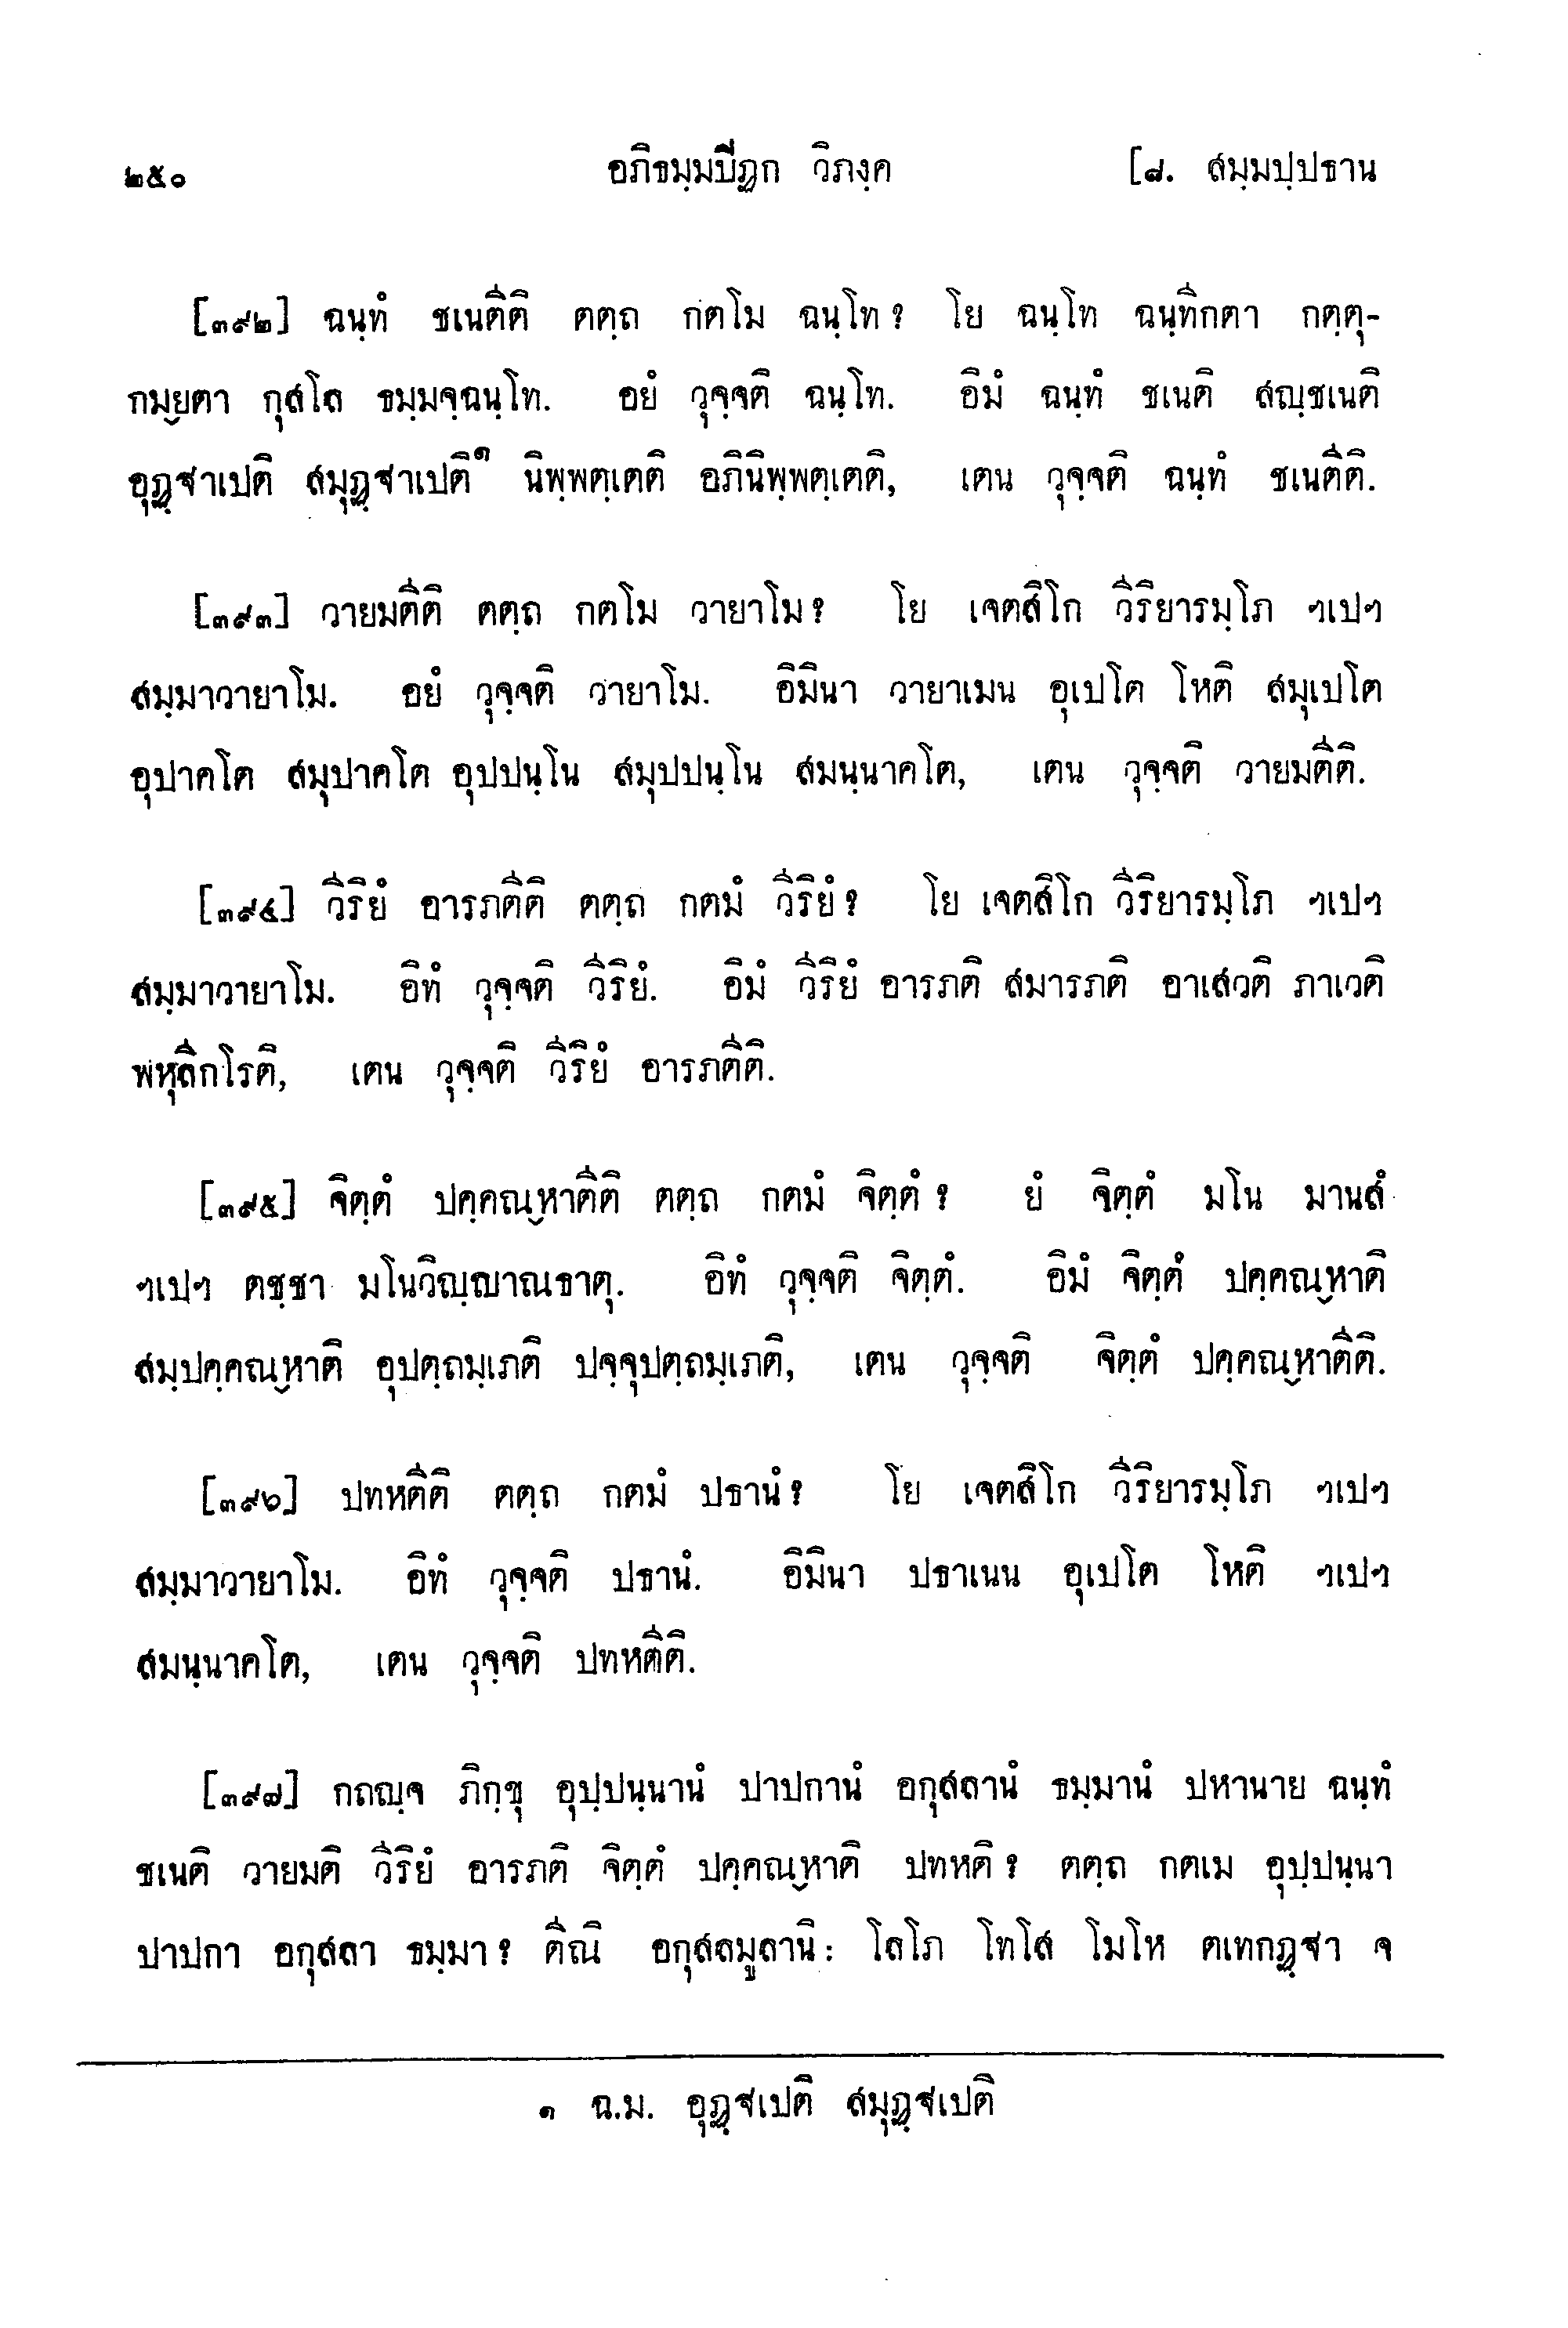 ๒๕๐ อภิธมฺมปีฏก วิภงฺค [๘. สมฺมปฺปธาน
[๓๙๒] ฉนฺทํ ชเนตีติ ตตฺถ กตโม ฉนฺโท? โย ฉนฺโท ฉนฺทิกตา กตฺตุ-
กมฺยตา กุสโล ธมฺมจฺฉนฺโท. อยํ วุจฺจติ ฉนฺโท. อิมํ ฉนฺทํ ชเนติ สญฺชเนติ
อุฏฺฐาเปติ สมุฏฺฐาเปติ๑ นิพฺพตฺเตติ อภินิพฺพตฺเตติ, เตน วุจฺจติ ฉนฺทํ ชเนตีติ.
[๓๙๓] วายมตีติ ตตฺถ กตโม วายาโม? โย เจตสิโก วีริยารมฺโภ ฯเปฯ
สมฺมาวายาโม. อยํ วุจฺจติ วายาโม. อิมินา วายาเมน อุเปโต โหติ สมุเปโต
อุปาคโต สมุปาคโต อุปปนฺโน สมุปปนฺโน สมนฺนาคโต, เตน วุจฺจติ วายมตีติ.
[๓๙๔] วีริยํ อารภตีติ ตตฺถ กตมํ วีริยํ? โย เจตสิโก วีริยารมฺโภ ฯเปฯ
สมฺมาวายาโม. อิทํ วุจฺจติ วีริยํ. อิมํ วีริยํ อารภติ สมารภติ อาเสวติ ภาเวติ
พหุลีกโรติ, เตน วุจฺจติ วีริยํ อารภตีติ.
[๓๙๕] จิตฺตํ ปคฺคณฺหาตีติ ตตฺถ กตมํ จิตฺตํ? ยํ จิตฺตํ มโน มานสํ
ฯเปฯ ตชฺชา มโนวิญฺญาณธาตุ. อิทํ วุจฺจติ จิตฺตํ. อิมํ จิตฺตํ ปคฺคณฺหาติ
สมฺปคฺคณฺหาติ อุปตฺถมฺเภติ ปจฺจุปตฺถมฺเภติ, เตน วุจฺจติ จิตฺตํ ปคฺคณฺหาตีติ.
[๓๙๖] ปทหตีติ ตตฺถ กตมํ ปธานํ? โย เจตสิโก วีริยารมฺโภ ฯเปฯ
สมฺมาวายาโม. อิทํ วุจฺจติ ปธานํ. อิมินา ปธาเนน อุเปโต โหติ ฯเปฯ
สมนฺนาคโต, เตน วุจฺจติ ปทหตีติ.
[๓๙๗] กถญฺจ ภิกฺขุ อุปฺปนฺนานํ ปาปกานํ อกุสลานํ ธมฺมานํ ปหานาย ฉนฺทํ
ชเนติ วายมติ วีริยํ อารภติ จิตฺตํ ปคฺคณฺหาติ ปทหติ? ตตฺถ กตเม อุปฺปนฺนา
ปาปกา อกุสลา ธมฺมา? ตีณิ อกุสลมูลานิ: โลโภ โทโส โมโห ตเทกฏฺฐา จ
๑ ฉ.ม. อุฏฺฐเปติ สมุฏฺฐเปติ